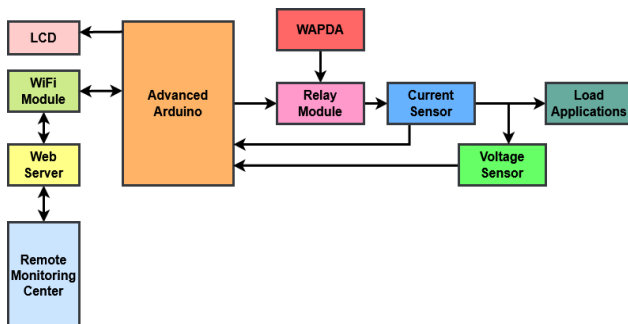 LCD
WAPDA
WiFi
Module
Advanced
Arduino
Relay
Module
Current
Sensor
Load
Applications
Web
Server
Voltage
Sensor
Remote
Monitoring
Center